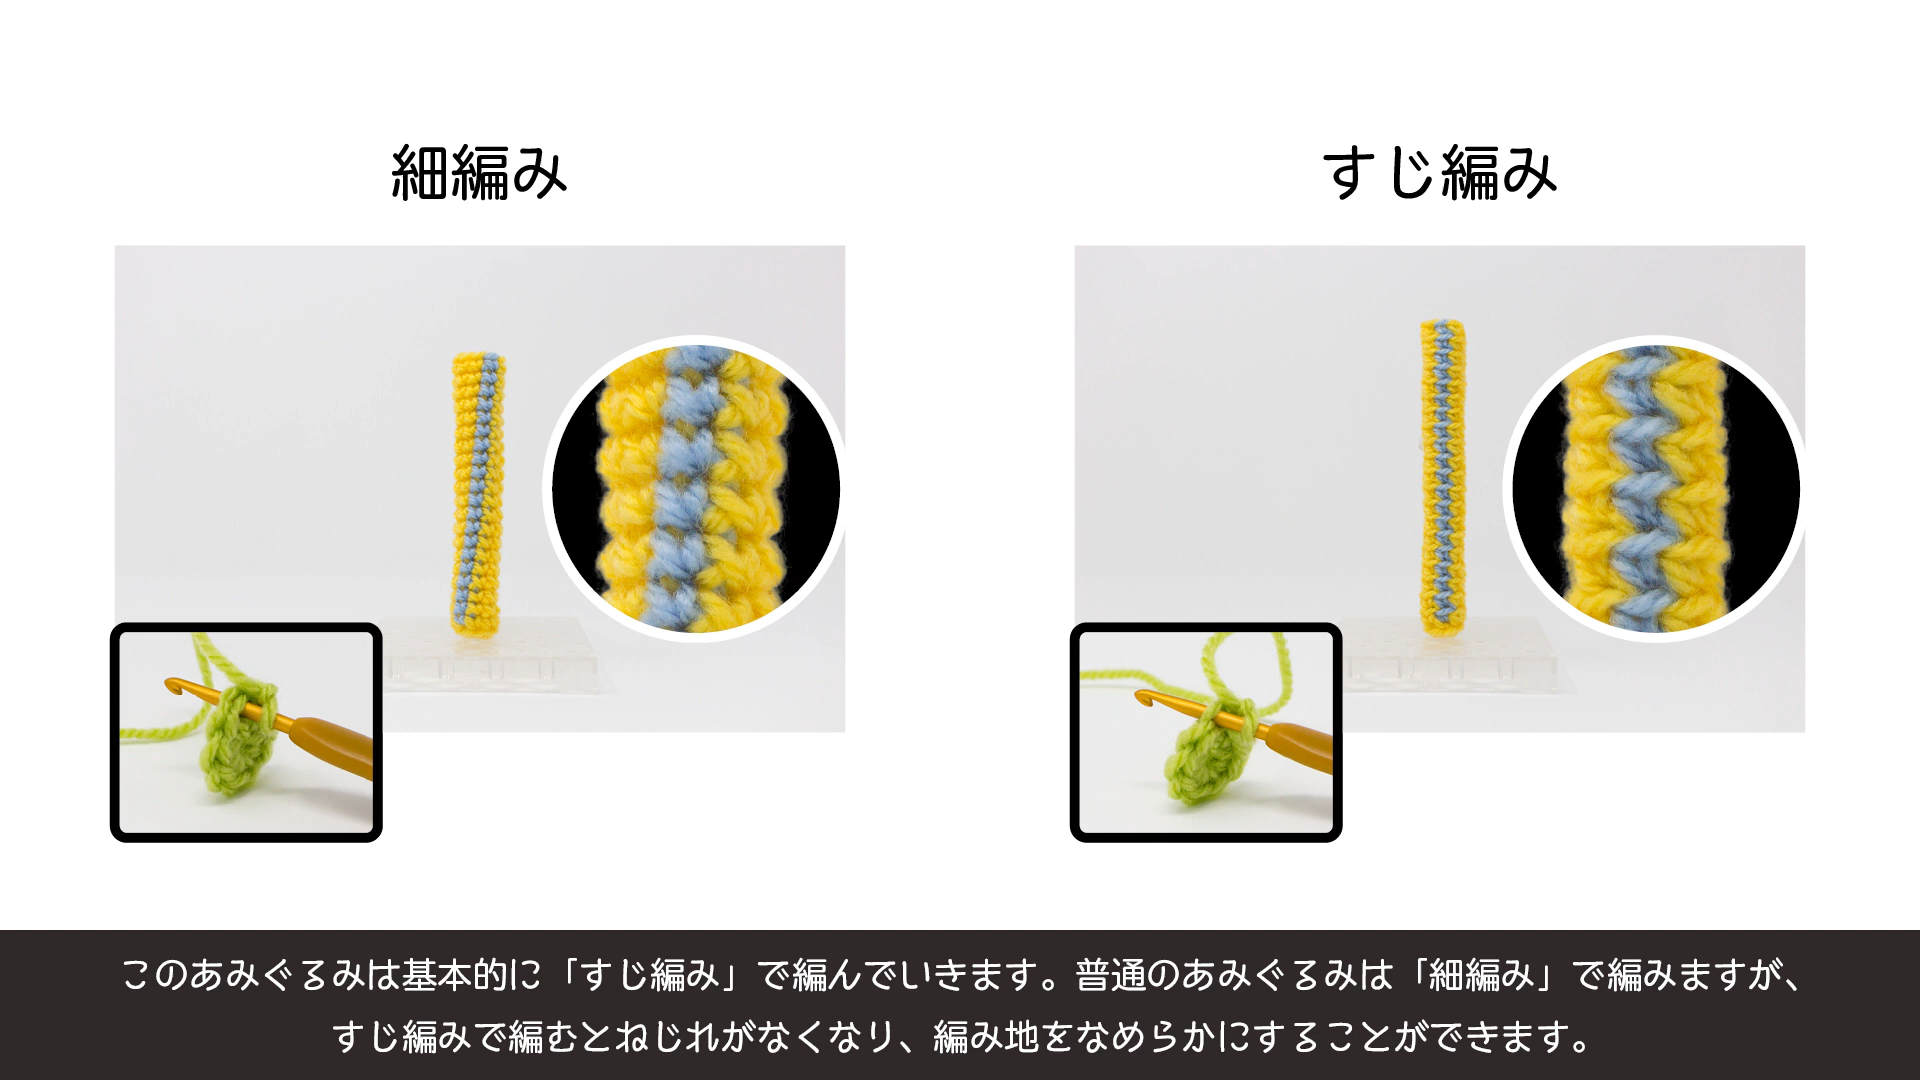 細編み
すじ編み
このあみぐるみは基本的に「すじ編み」で編んでいきます。普通のあみぐるみは「細編み」で編みますが、
すじ編みで編むとねじれがなくなり、編み地をなめらかにすることができます。